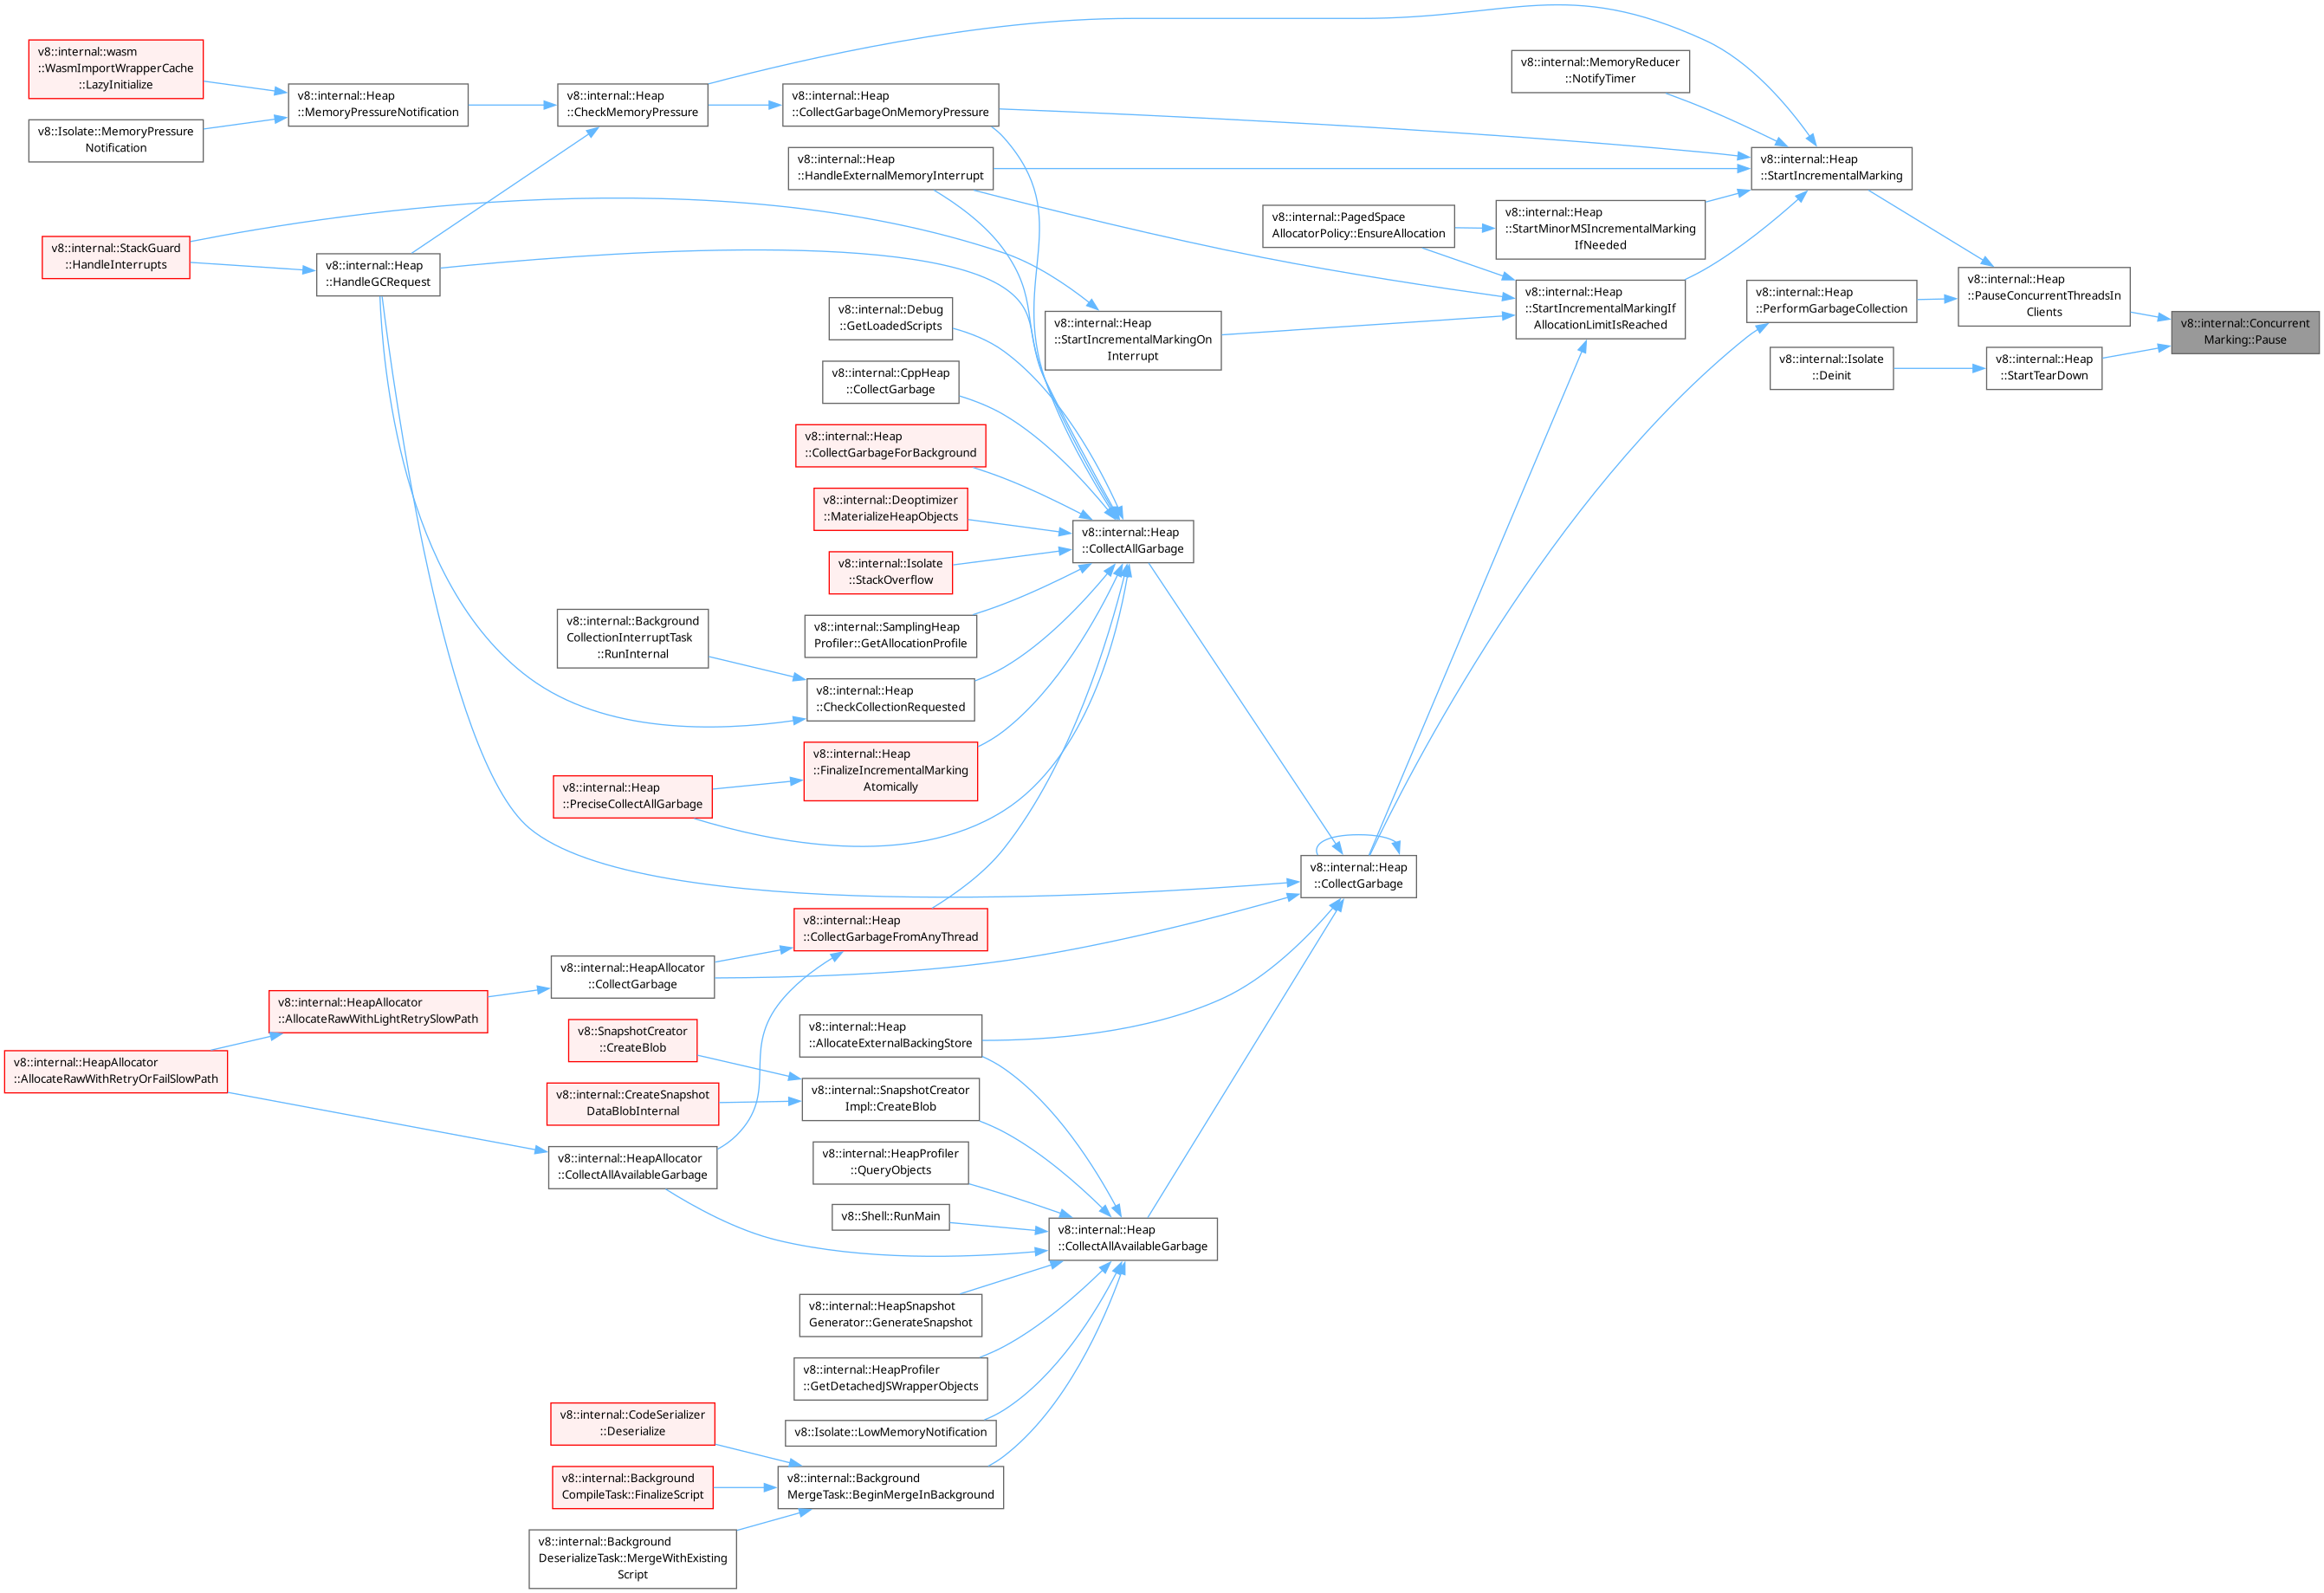 v8::internal::wasm
::WasmImportWrapperCache
::LazyInitialize
v8::Isolate::MemoryPressure
Notification
v8::internal::Heap
::MemoryPressureNotification
v8::internal::Heap
::CheckMemoryPressure
v8::internal::Heap
::CollectGarbageOnMemoryPressure
v8::internal::Heap
::HandleExternalMemoryInterrupt
v8::internal::MemoryReducer
::NotifyTimer
v8::internal::Heap
::StartIncrementalMarking
v8::internal::PagedSpace
AllocatorPolicy::EnsureAllocation
v8::internal::Heap
::StartMinorMSIncrementalMarking
IfNeeded
v8::internal::StackGuard
::HandleInterrupts
v8::internal::Heap
::HandleGCRequest
v8::internal::Heap
::StartIncrementalMarkingIf
AllocationLimitIsReached
v8::internal::Heap
::PerformGarbageCollection
v8::internal::Heap
::PauseConcurrentThreadsIn
Clients
v8::internal::Concurrent
Marking::Pause
v8::internal::Debug
::GetLoadedScripts
v8::internal::Heap
::StartIncrementalMarkingOn
Interrupt
v8::internal::Isolate
::Deinit
v8::internal::Heap
::StartTearDown
v8::internal::CppHeap
::CollectGarbage
v8::internal::Heap
::CollectGarbageForBackground
v8::internal::Deoptimizer
::MaterializeHeapObjects
v8::internal::Heap
::CollectAllGarbage
v8::internal::Isolate
::StackOverflow
v8::internal::Background
CollectionInterruptTask
::RunInternal
v8::internal::SamplingHeap
Profiler::GetAllocationProfile
v8::internal::Heap
::CheckCollectionRequested
v8::internal::Heap
::FinalizeIncrementalMarking
Atomically
v8::internal::Heap
::PreciseCollectAllGarbage
v8::internal::Heap
::CollectGarbage
v8::internal::Heap
::CollectGarbageFromAnyThread
v8::internal::HeapAllocator
::CollectGarbage
v8::internal::HeapAllocator
::AllocateRawWithLightRetrySlowPath
v8::internal::HeapAllocator
::AllocateRawWithRetryOrFailSlowPath
v8::SnapshotCreator
::CreateBlob
v8::internal::Heap
::AllocateExternalBackingStore
v8::internal::CreateSnapshot
DataBlobInternal
v8::internal::SnapshotCreator
Impl::CreateBlob
v8::internal::HeapAllocator
::CollectAllAvailableGarbage
v8::internal::HeapProfiler
::QueryObjects
v8::Shell::RunMain
v8::internal::Heap
::CollectAllAvailableGarbage
v8::internal::HeapSnapshot
Generator::GenerateSnapshot
v8::internal::HeapProfiler
::GetDetachedJSWrapperObjects
v8::Isolate::LowMemoryNotification
v8::internal::CodeSerializer
::Deserialize
v8::internal::Background
CompileTask::FinalizeScript
v8::internal::Background
MergeTask::BeginMergeInBackground
v8::internal::Background
DeserializeTask::MergeWithExisting
Script